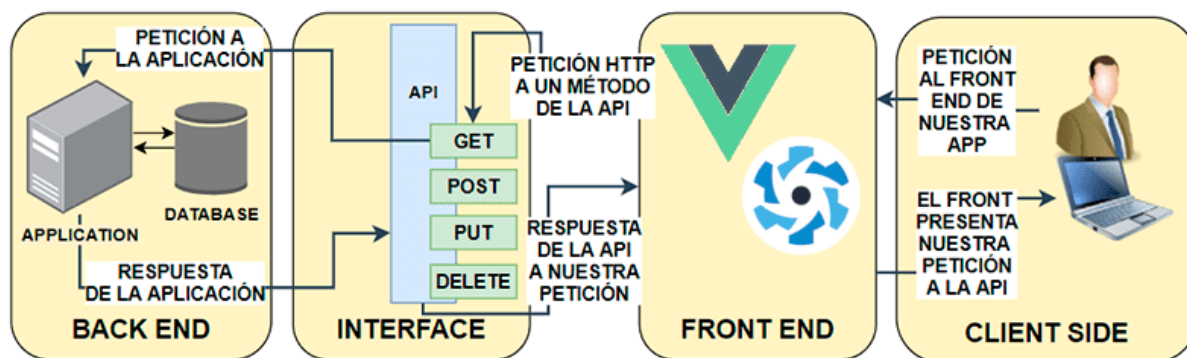 PETICIÓN A
LA APLICACIÓN
APPLICATION
DATABASE
RESPUESTA
DE LA APLICACIÓN
BACK END
API
GET
POST
PUT
DELETE
INTERFACE
PETICIÓN HTTP
A UN MÉTODO
DE LA API
RESPUESTA
DE LA API
A NUESTRA
PETICIÓN
FRONT END
PETICIÓN
AL FRONT
END DE
NUESTRA
APP
EL FRONT
PRESENTA
NUESTRA
PETICIÓN
A LA API
CLIENT SIDE